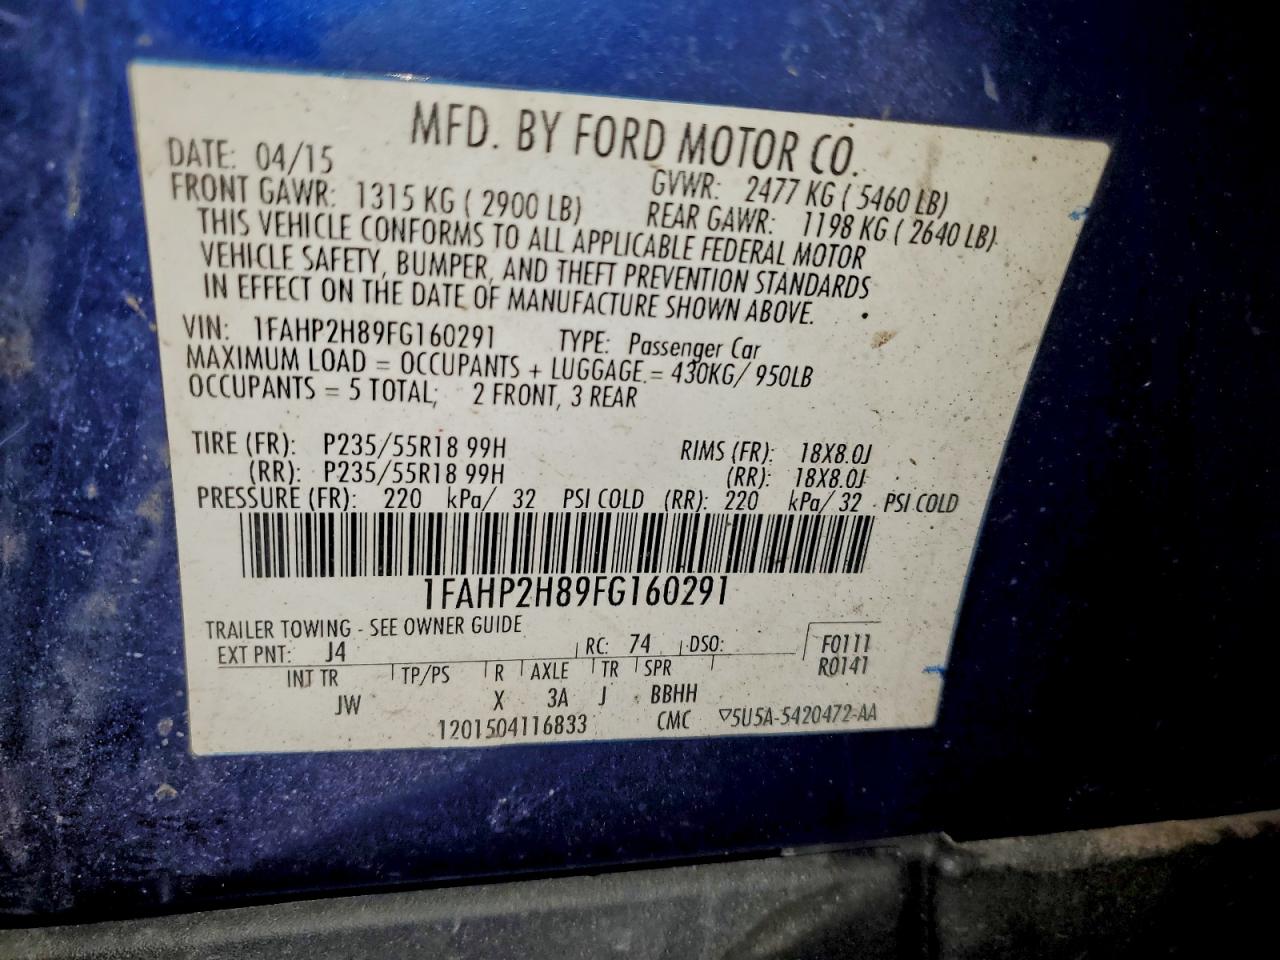 MFD. BY FORD MOTOR CO.
DATE: 04/15 GVWR: 2477 KG ( 5460 LB)
FRONT GAWR: 1315 KG ( 2900 LB) REAR GAWR: 1198 KG ( 2640 LB)
THIS VEHICLE CONFORMS TO ALL APPLICABLE FEDERAL MOTOR
VEHICLE SAFETY, BUMPER, AND THEFT PREVENTION STANDARDS
IN EFFECT ON THE DATE OF MANUFACTURE SHOWN ABOVE.
VIN: 1FAHP2H89FG160291 TYPE: Passenger Car
MAXIMUM LOAD = OCCUPANTS + LUGGAGE = 430KG/ 950LB
OCCUPANTS = 5 TOTAL; 2 FRONT, 3 REAR
TIRE (FR): P235/55R18 99H RIMS (FR): 18X8.0J
(RR): P235/55R18 99H (RR): 18X8.0J
PRESSURE (FR): 220 kPa/ 32 PSI COLD (RR): 220 kPa/ 32 PSI COLD
1FAHP2H89FG160291
TRAILER TOWING - SEE OWNER GUIDE
EXT PNT: J4 RC: 74 DSO: F0111
R0141
INT TR TP/PS R AXLE TR SPR
JW X 3A J BBHH
1201504116833 CMC ▽5U5A-5420472-AA